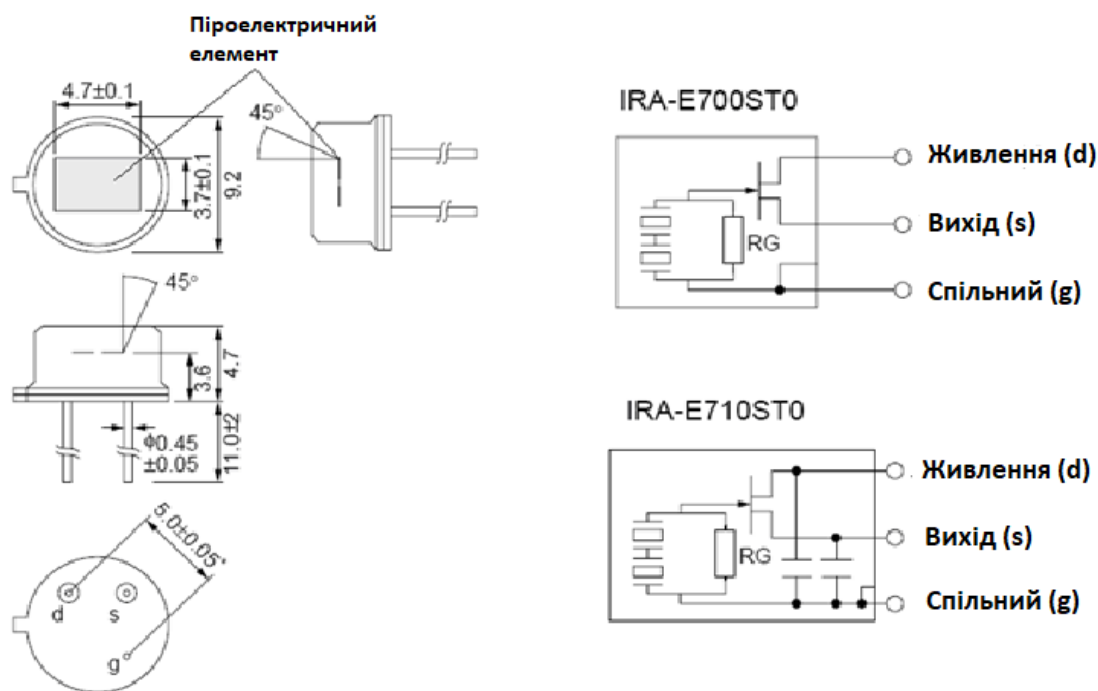 Піроелектричний
елемент
4.7±0.1
45°
3.7±0.1
9.2
45°
3.6
4.7
ϕ0.45
±0.05
11.0±2
5.0±0.05*
d
s
g
IRA-E700ST0
RG
Живлення (d)
Вихід (s)
Спільний (g)
IRA-E710ST0
RG
Живлення (d)
Вихід (s)
Спільний (g)